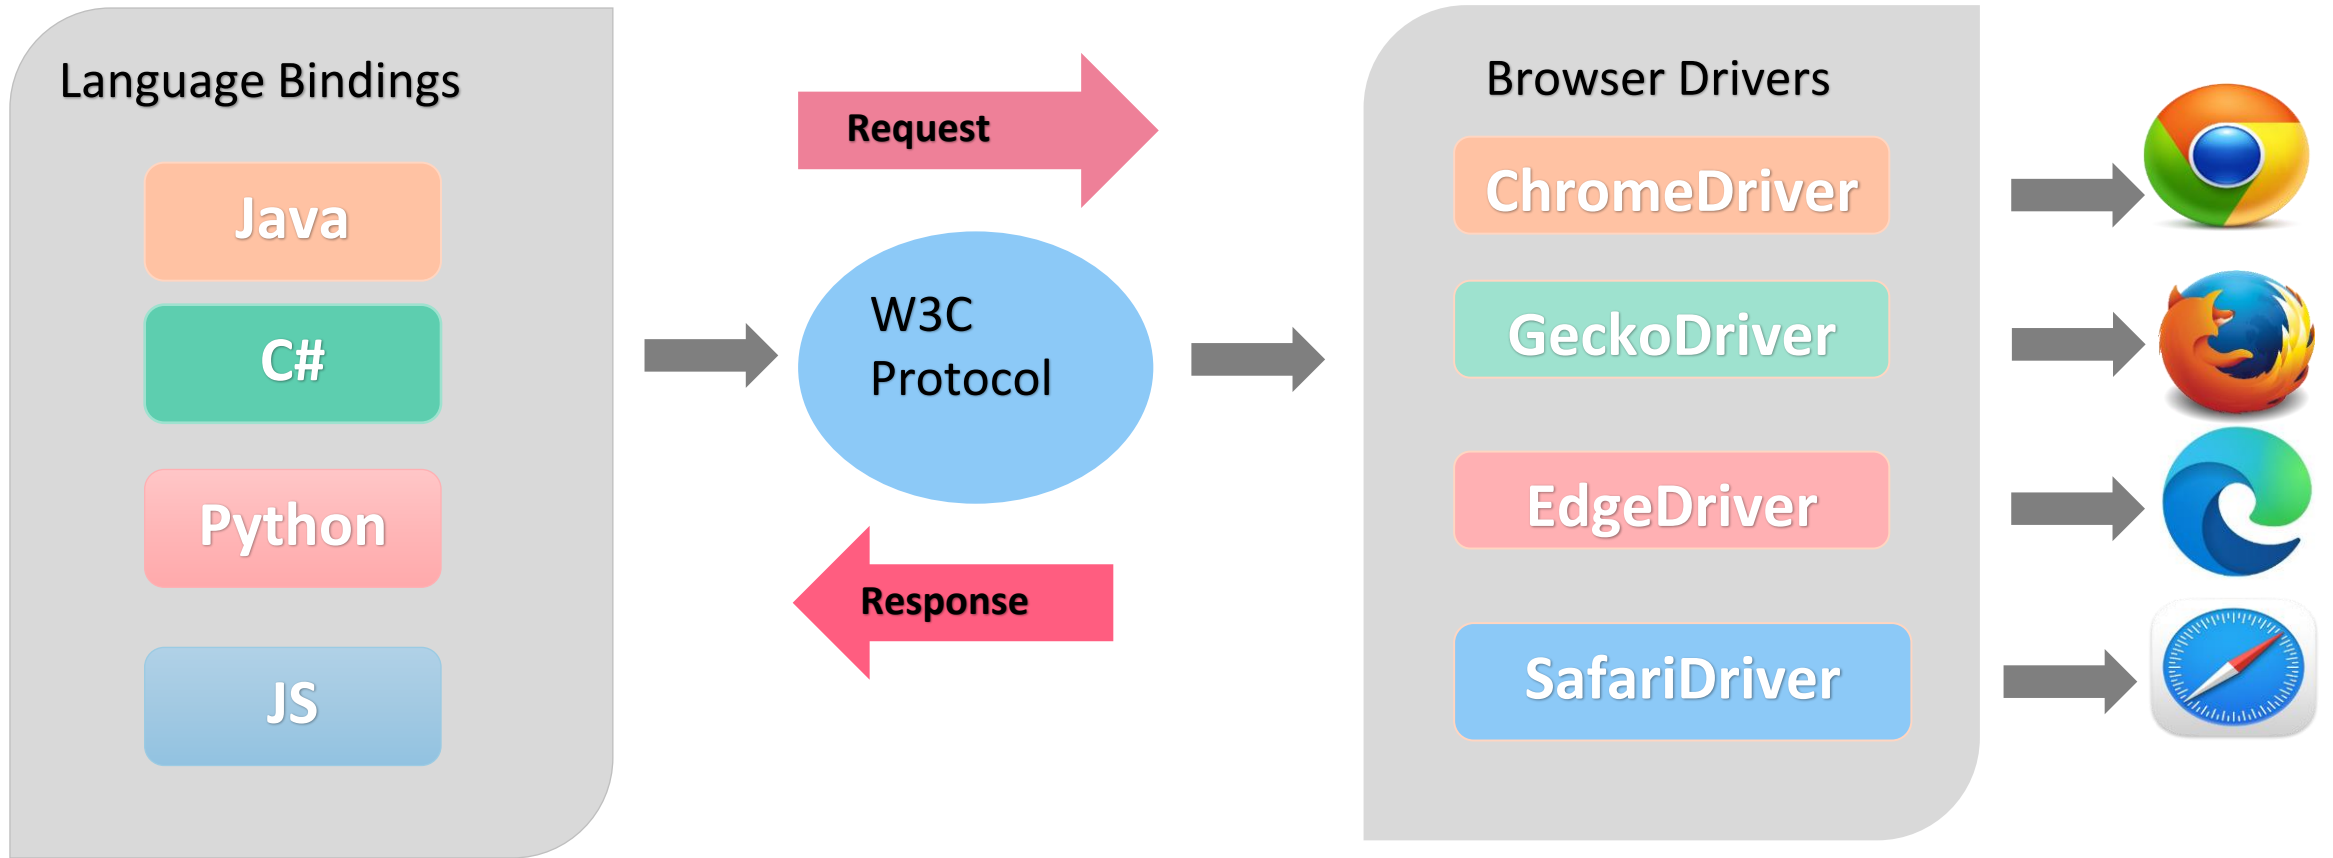 Language Bindings
Java
C#
Python
JS
Request
W3C
Protocol
Response
Browser Drivers
ChromeDriver
GeckoDriver
EdgeDriver
SafariDriver